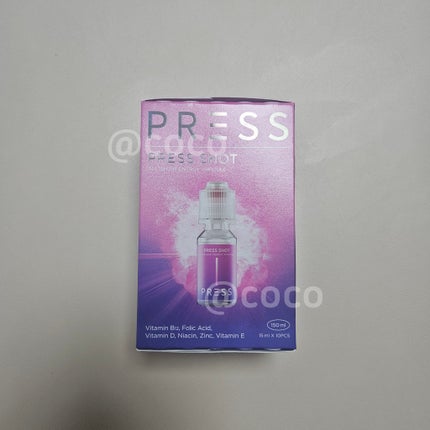 PRESS
@coco
PRESS SHOT
PRESS SHOT
PRESS
@coco
Vitamin B12, Folic Acid,
Vitamin D, Niacin, Zinc, Vitamin E
150 ml
15 ml X 10PCS